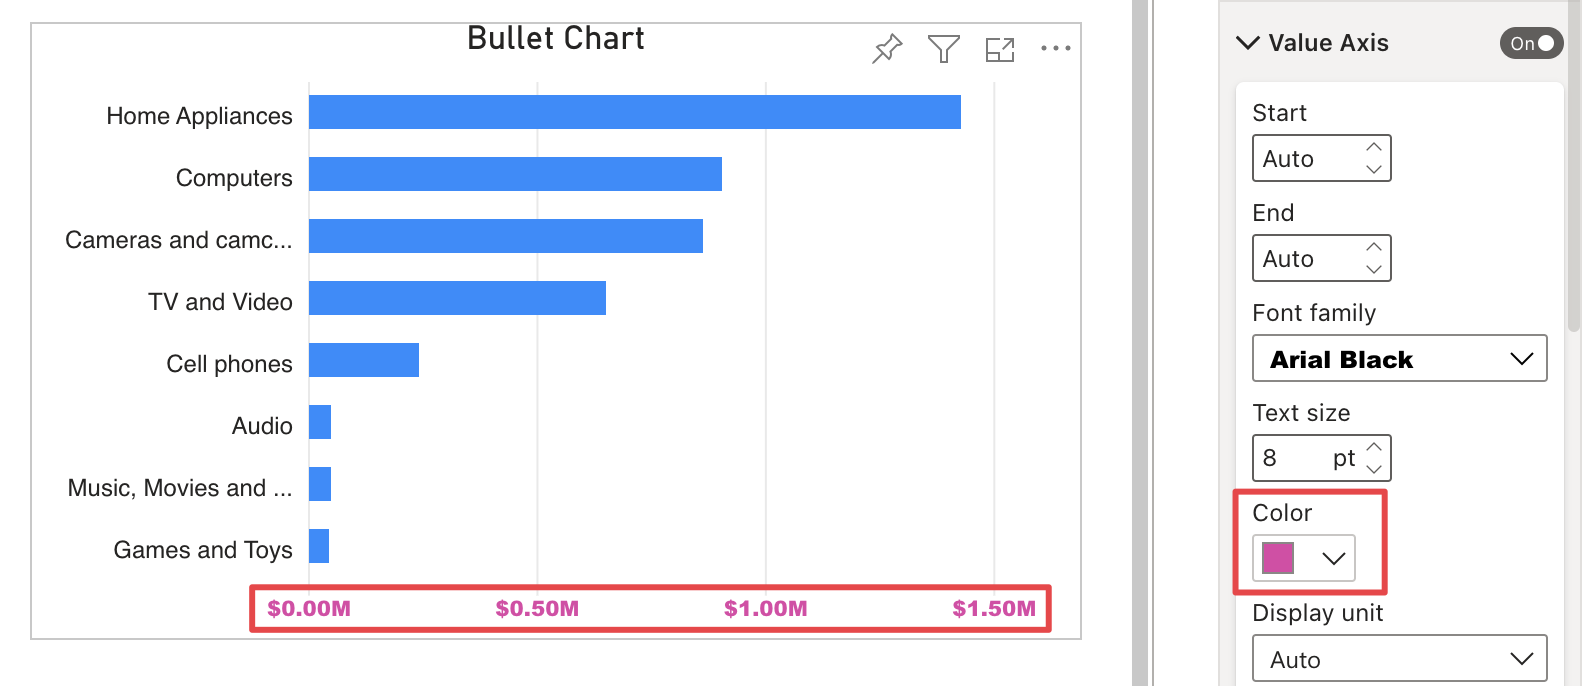 Bullet Chart
Home Appliances
Computers
Cameras and camc...
TV and Video
Cell phones
Audio
Music, Movies and ...
Games and Toys
$0.00M $0.50M $1.00M $1.50M
Value Axis On
Start
Auto
End
Auto
Font family
Arial Black
Text size
8 pt
Color
Display unit
Auto